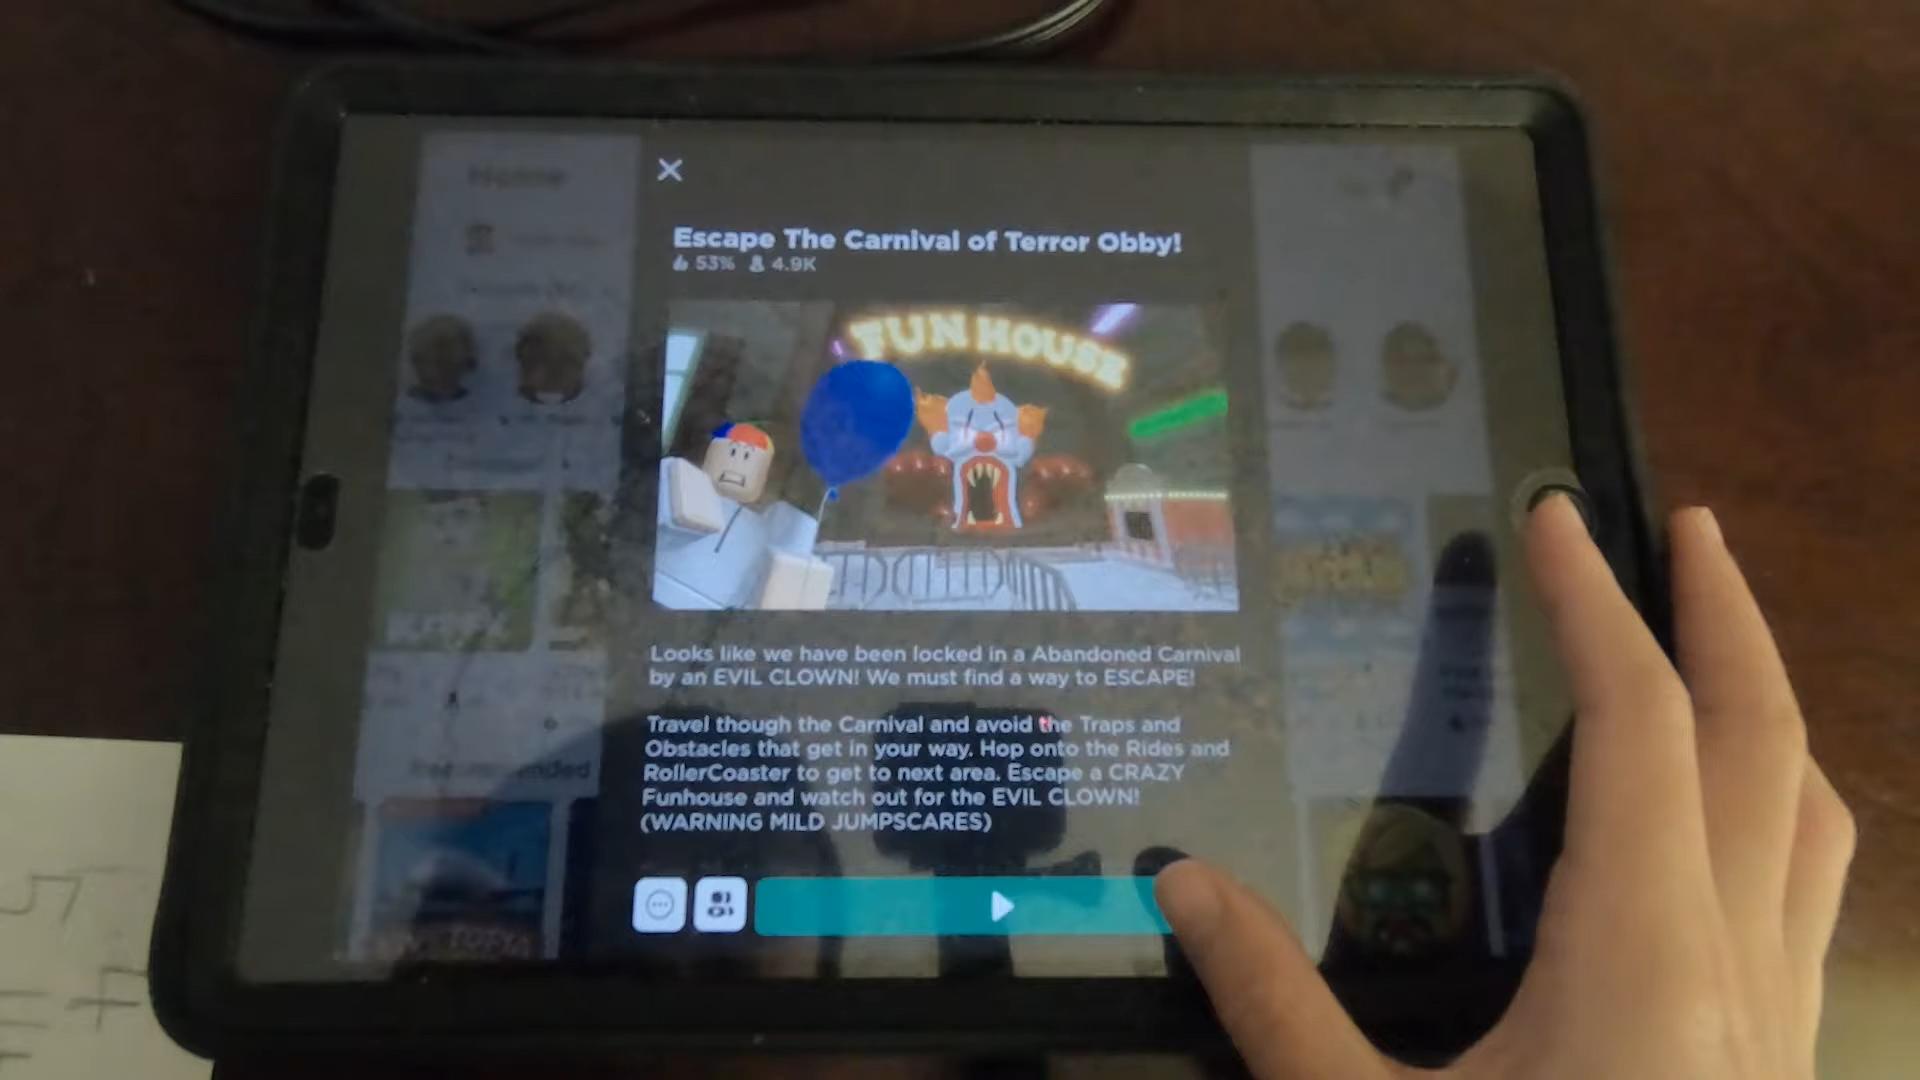 Home
Escape The Carnival of Terror Obby!
53% 4.9K
FUN HOUSE
Looks like we have been locked in a Abandoned Carnival
by an EVIL CLOWN! We must find a way to ESCAPE!
Travel though the Carnival and avoid the Traps and
Obstacles that get in your way. Hop onto the Rides and
RollerCoaster to get to next area. Escape a CRAZY
Funhouse and watch out for the EVIL CLOWN!
(WARNING MILD JUMPSCARES)
Recommended